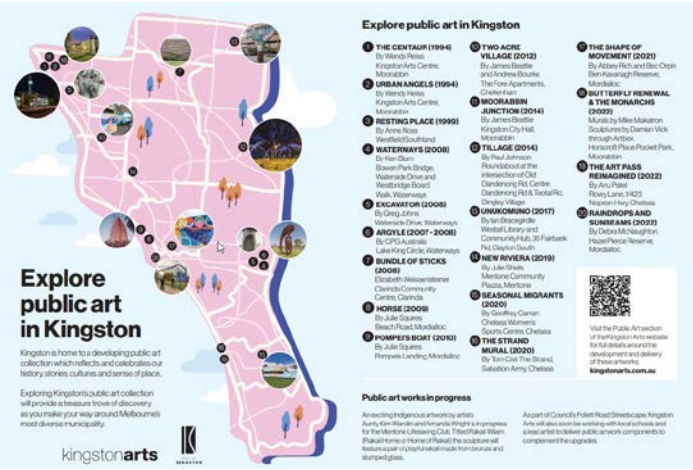 Explore
public art
in Kingston
Kingston is home to a developing public art
collection which reflects and celebrates our
history, stories, cultures and sense of place.
Exploring Kingston's public art collection
will provide a treasure trove of discovery
as you make your way around Melbourne's
most diverse municipality.
kingstonarts
KINGSTON
Explore public art in Kingston
1 THE CENTAUR (1994)
By Wendy Reiss
Kingston Arts Centre,
Moorabbin
2 URBAN ANGELS (1994)
By Wendy Reiss
Kingston Arts Centre,
Moorabbin
3 RESTING PLACE (1999)
By Anne Ross
Westfield Southland
4 WATERWAYS (2008)
By Ken Blum
Bowen Park Bridge,
Waterside Drive and
Westbridge Board
Walk, Waterways
5 EXCAVATOR (2008)
By Greg Johns
Waterside Drive, Waterways
6 ARGYLE (2007 - 2008)
By CPG Australia
Lake King Circle, Waterways
7 BUNDLE OF STICKS
(2008)
Elizabeth Weissensteiner
Clarinda Community
Centre, Clarinda
8 HORSE (2009)
By Julie Squires
Beach Road, Mordialloc
9 POMPEI'S BOAT (2010)
By Julie Squires
Pompeis Landing, Mordialloc
10 TWO ACRE
VILLAGE (2012)
By James Beattie
and Andrew Bourke
The Fore Apartments,
Cheltenham
11 MOORABBIN
JUNCTION (2014)
By James Beattie
Kingston City Hall,
Moorabbin
12 TILLAGE (2014)
By Paul Johnson
Roundabout at the
intersection of Old
Dandenong Rd, Centre
Dandenong Rd & Tootal Rd,
Dingley Village
13 UNUKOMUNO (2017)
By Ian Bracegirdle
Westall Library and
Community Hub, 35 Fairbank
Rd, Clayton South
14 NEW RIVIERA (2019)
By Julie Shiels
Mentone Community
Piazza, Mentone
15 SEASONAL MIGRANTS
(2020)
By Geoffrey Carran
Chelsea Women's
Sports Centre, Chelsea
16 THE STRAND
MURAL (2020)
By Tom Civil The Strand,
Salvation Army, Chelsea
17 THE SHAPE OF
MOVEMENT (2021)
By Abbey Rich and Bec Orpin
Ben Kavanagh Reserve,
Mordialloc
18 BUTTERFLY RENEWAL
& THE MONARCHS
(2022)
Murals by Mike Makatron
Sculptures by Damian Vick
through Artbox
Horscroft Place Pocket Park,
Moorabbin
19 THE ART PASS
REIMAGINED (2022)
By Aru Patel
Rowy Lane, 1/423
Nepean Hwy Chelsea
20 RAINDROPS AND
SUNBEAMS (2022)
By Debra McNaughton
Hazel Pierce Reserve,
Mordialloc
Visit the Public Art section
of the Kingston Arts website
for full details around the
development and delivery
of these artworks.
kingstonarts.com.au
Public art works in progress
An exciting Indigenous artwork by artists
Aunty Kim Wandin and Amanda Wright is in progress
for the Mentone Lifesaving Club. Titled Rakali Wilam
(Rakali Home or Home of Rakali) the sculpture will
feature a pair of playful rakali made from bronze and
slumped glass.
As part of Council's Follett Road Streetscape, Kingston
Arts will also soon be working with local schools and
a lead artist to deliver public artwork components to
complement the upgrades.